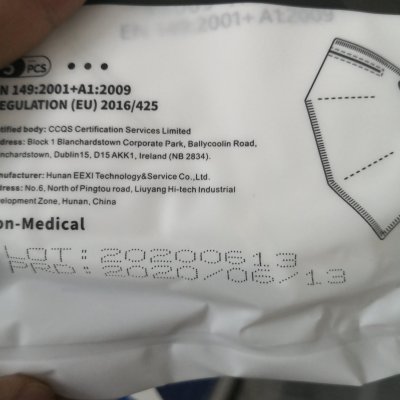 EN 149:2001+A1:2009
5 PCS
N 149:2001+A1:2009
EGULATION (EU) 2016/425
tified body: CCQS Certification Services Limited
dress: Block 1 Blanchardstown Corporate Park, Ballycoolin Road,
nchardstown, Dublin15, D15 AKK1, Ireland (NB 2834).
nufacturer: Hunan EEXI Technology&Service Co.,Ltd.
dress: No.6, North of Pingtou road, Liuyang Hi-tech Industrial
elopment Zone, Hunan, China
on-Medical
LOT: 20200613
PRD: 2020/06/13